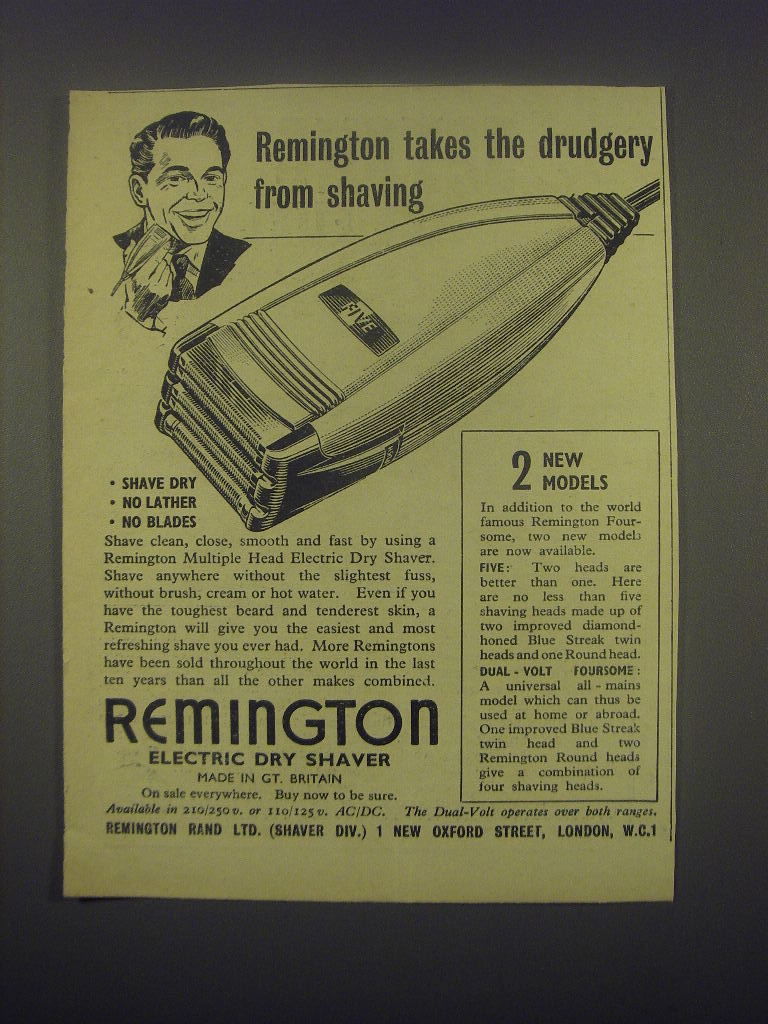 Remington takes the drudgery
from shaving
FIVE
5
• SHAVE DRY
• NO LATHER
• NO BLADES
Shave clean, close, smooth and fast by using a
Remington Multiple Head Electric Dry Shaver.
Shave anywhere without the slightest fuss,
without brush, cream or hot water. Even if you
have the toughest beard and tenderest skin, a
Remington will give you the easiest and most
refreshing shave you ever had. More Remingtons
have been sold throughout the world in the last
ten years than all the other makes combined.
REMINGTON
ELECTRIC DRY SHAVER
MADE IN GT. BRITAIN
On sale everywhere. Buy now to be sure.
2 NEW
MODELS
In addition to the world
famous Remington Four-
some, two new models
are now available.
FIVE: Two heads are
better than one. Here
are no less than five
shaving heads made up of
two improved diamond-
honed Blue Streak twin
heads and one Round head.
DUAL-VOLT FOURSOME:
A universal all-mains
model which can thus be
used at home or abroad.
One improved Blue Streak
twin head and two
Remington Round heads
give a combination of
four shaving heads.
Available in 210/250v. or 110/125v. AC/DC. The Dual-Volt operates over both ranges.
REMINGTON RAND LTD. (SHAVER DIV.) 1 NEW OXFORD STREET, LONDON, W.C.1